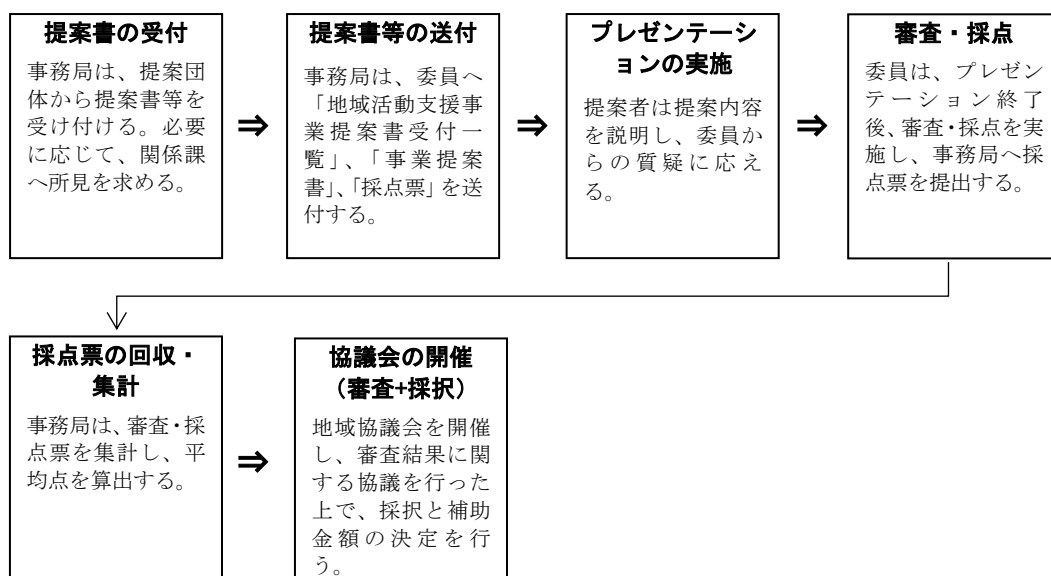 提案書の受付
事務局は、提案団
体から提案書等を
受け付ける。必要
に応じて、関係課
へ所見を求める。
⇒
提案書等の送付
事務局は、委員へ
「地域活動支援事
業提案書受付一
覧」、「事業提案
書」、「採点票」を送
付する。
⇒
プレゼンテーシ
ョンの実施
提案者は提案内容
を説明し、委員か
らの質疑に応え
る。
⇒
審査・採点
委員は、プレゼン
テーション終了
後、審査・採点を実
施し、事務局へ採
点票を提出する。
採点票の回収・
集計
事務局は、審査・採
点票を集計し、平
均点を算出する。
⇒
協議会の開催
（審査+採択）
地域協議会を開催
し、審査結果に関
する協議を行った
上で、採択と補助
金額の決定を行
う。